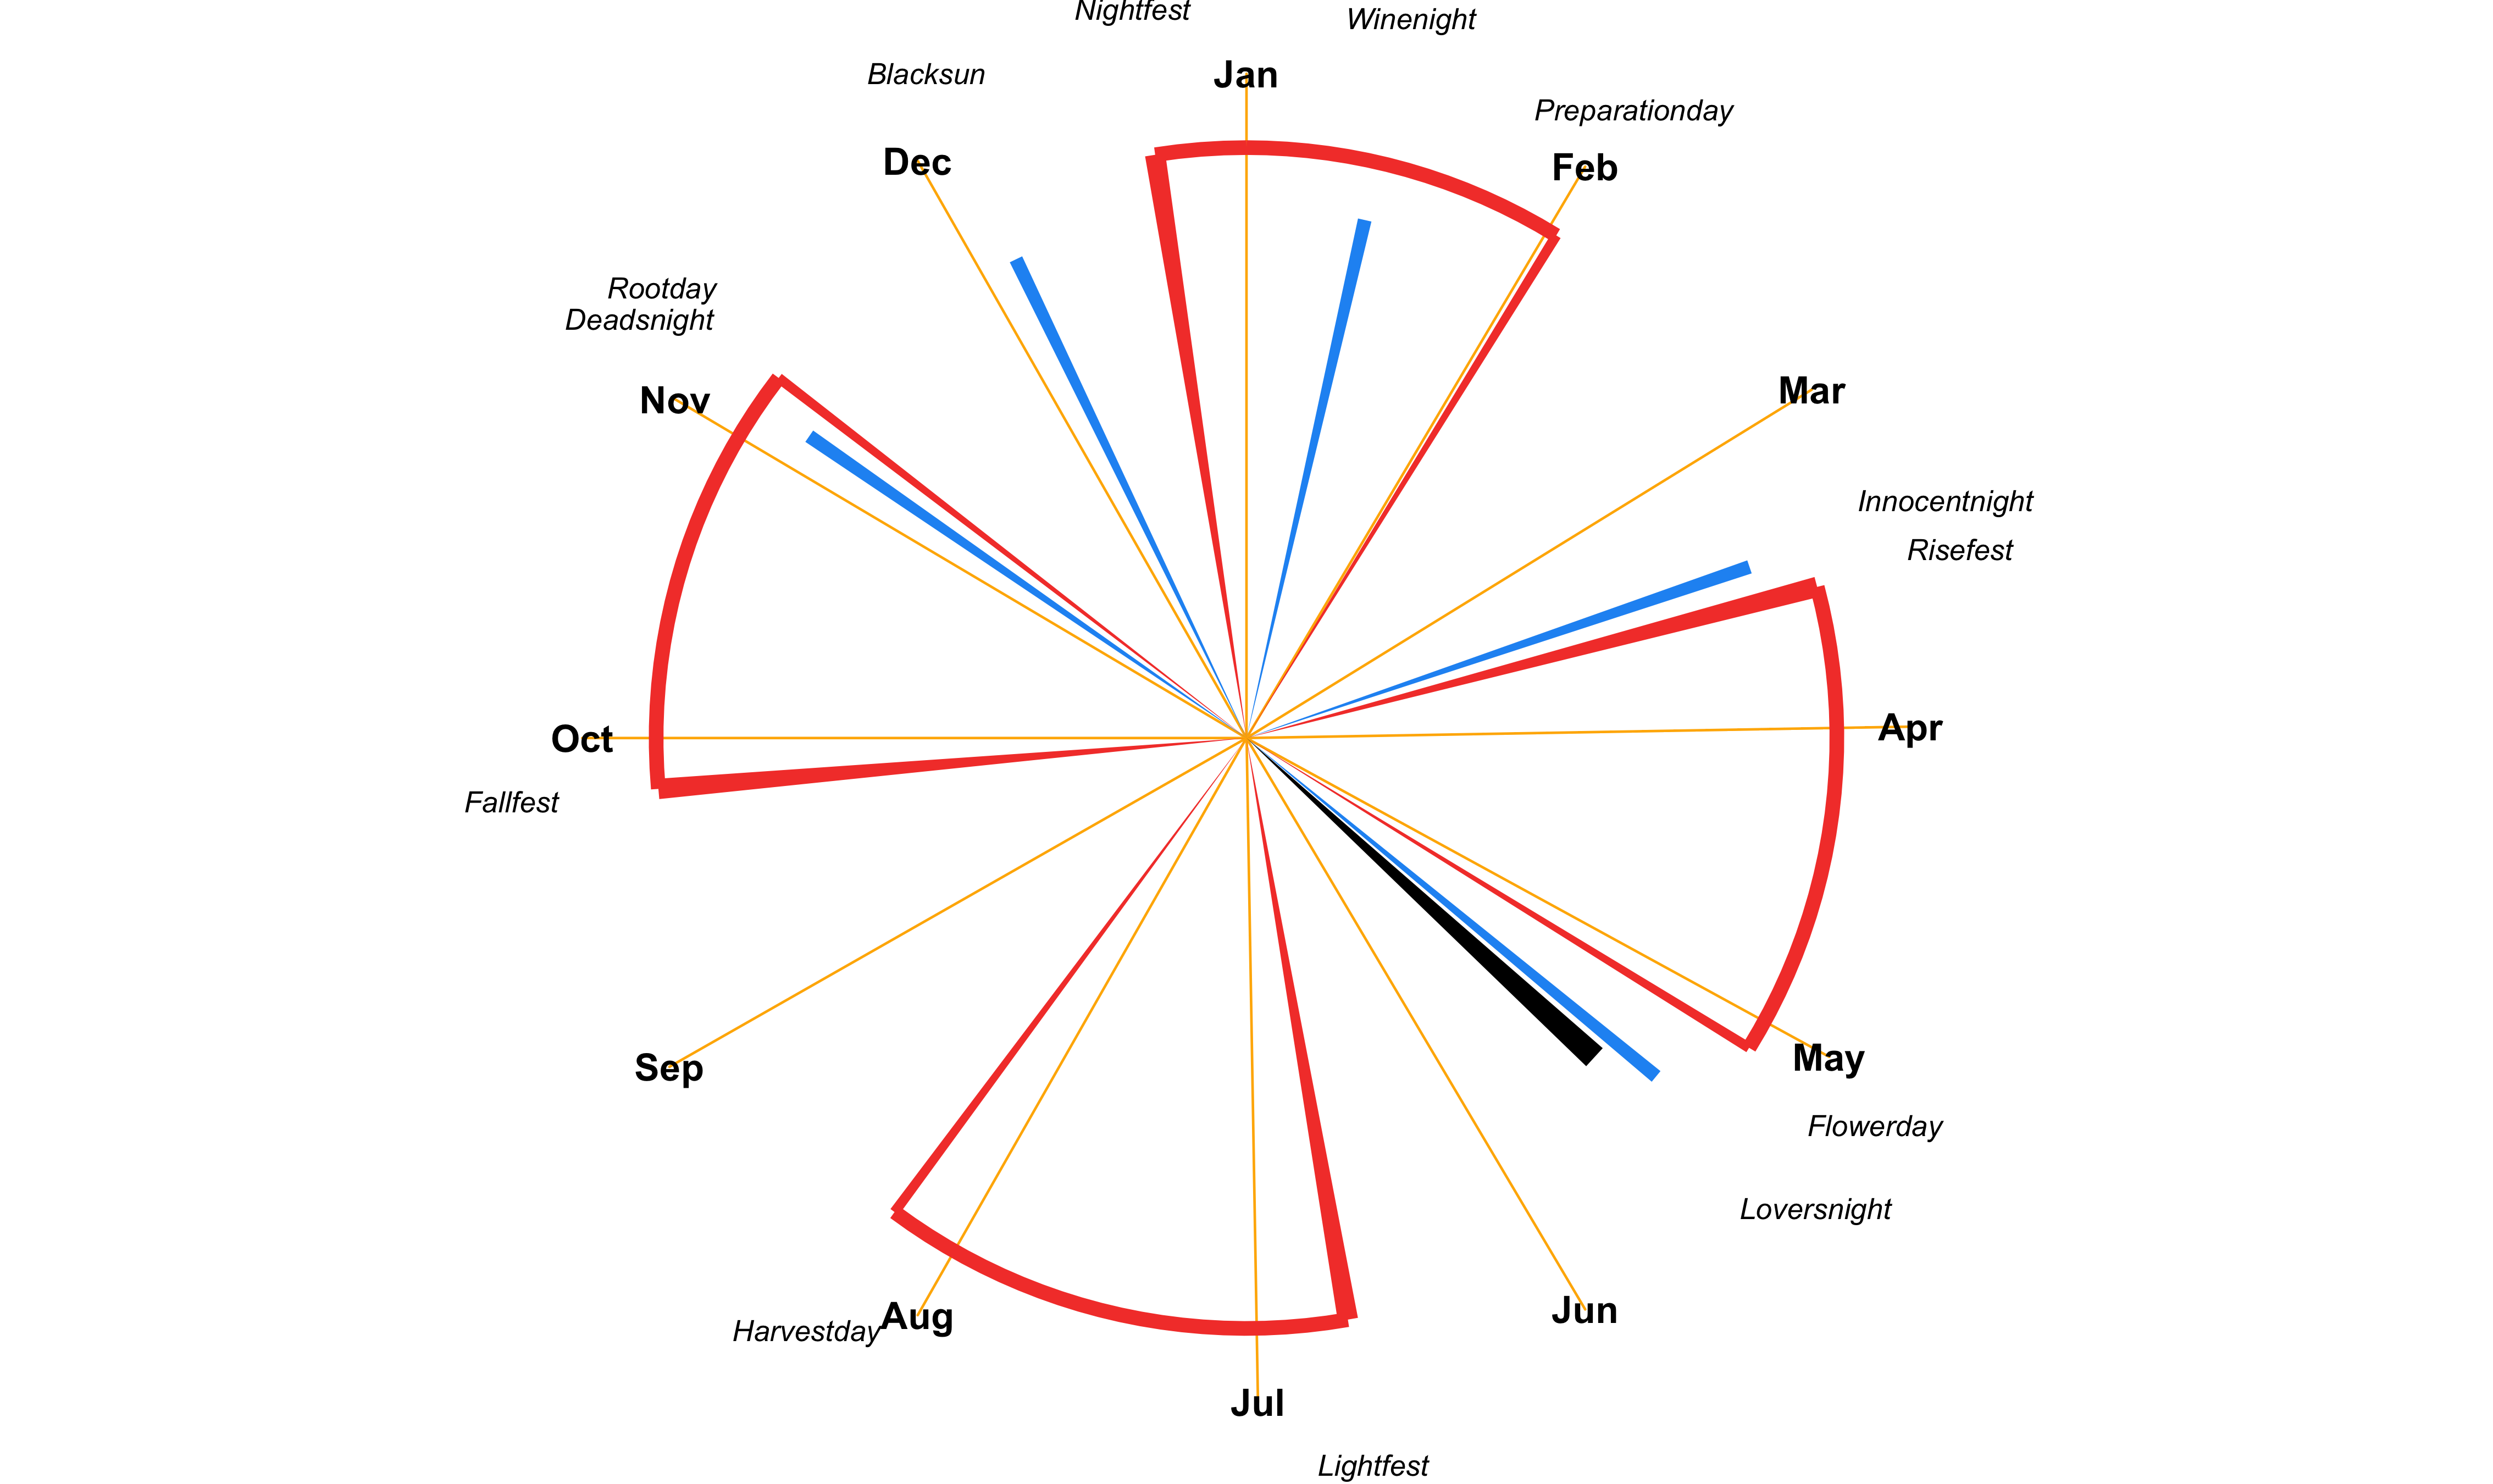 Nightfest
Winenight
Blacksun
Jan
Preparationday
Dec
Feb
Rootday
Deadsnight
Nov
Mar
Innocentnight
Risefest
Oct
Apr
Fallfest
May
Sep
Flowerday
Loversnight
Jun
Aug
Harvestday
Jul
Lightfest